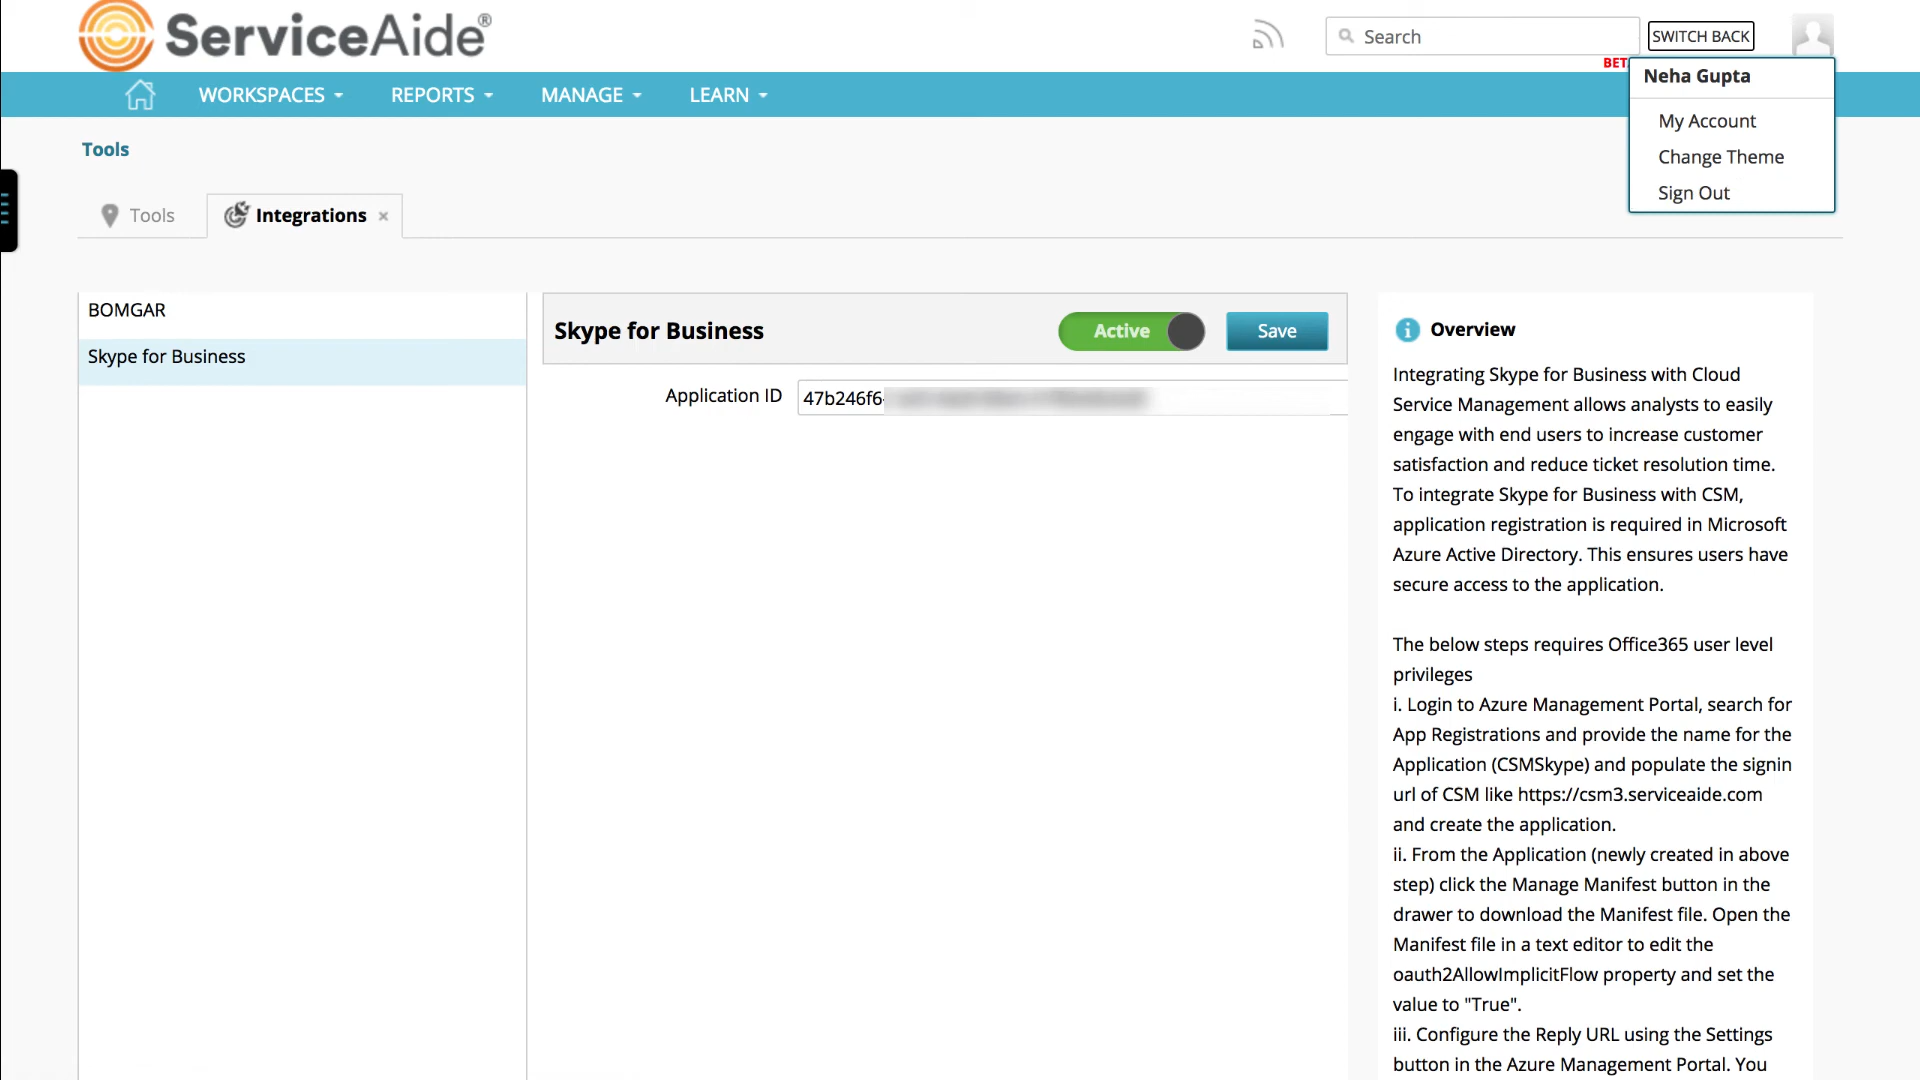 ServiceAide®
Search
SWITCH BACK
BET
Neha Gupta
My Account
Change Theme
Sign Out
WORKSPACES
REPORTS
MANAGE
LEARN
Tools
Tools
Integrations ×
BOMGAR
Skype for Business
Skype for Business
Active
Save
Application ID
47b246f6-
Overview
Integrating Skype for Business with Cloud
Service Management allows analysts to easily
engage with end users to increase customer
satisfaction and reduce ticket resolution time.
To integrate Skype for Business with CSM,
application registration is required in Microsoft
Azure Active Directory. This ensures users have
secure access to the application.
The below steps requires Office365 user level
privileges
i. Login to Azure Management Portal, search for
App Registrations and provide the name for the
Application (CSMSkype) and populate the signin
url of CSM like https://csm3.serviceaide.com
and create the application.
ii. From the Application (newly created in above
step) click the Manage Manifest button in the
drawer to download the Manifest file. Open the
Manifest file in a text editor to edit the
oauth2AllowImplicitFlow property and set the
value to "True".
iii. Configure the Reply URL using the Settings
button in the Azure Management Portal. You